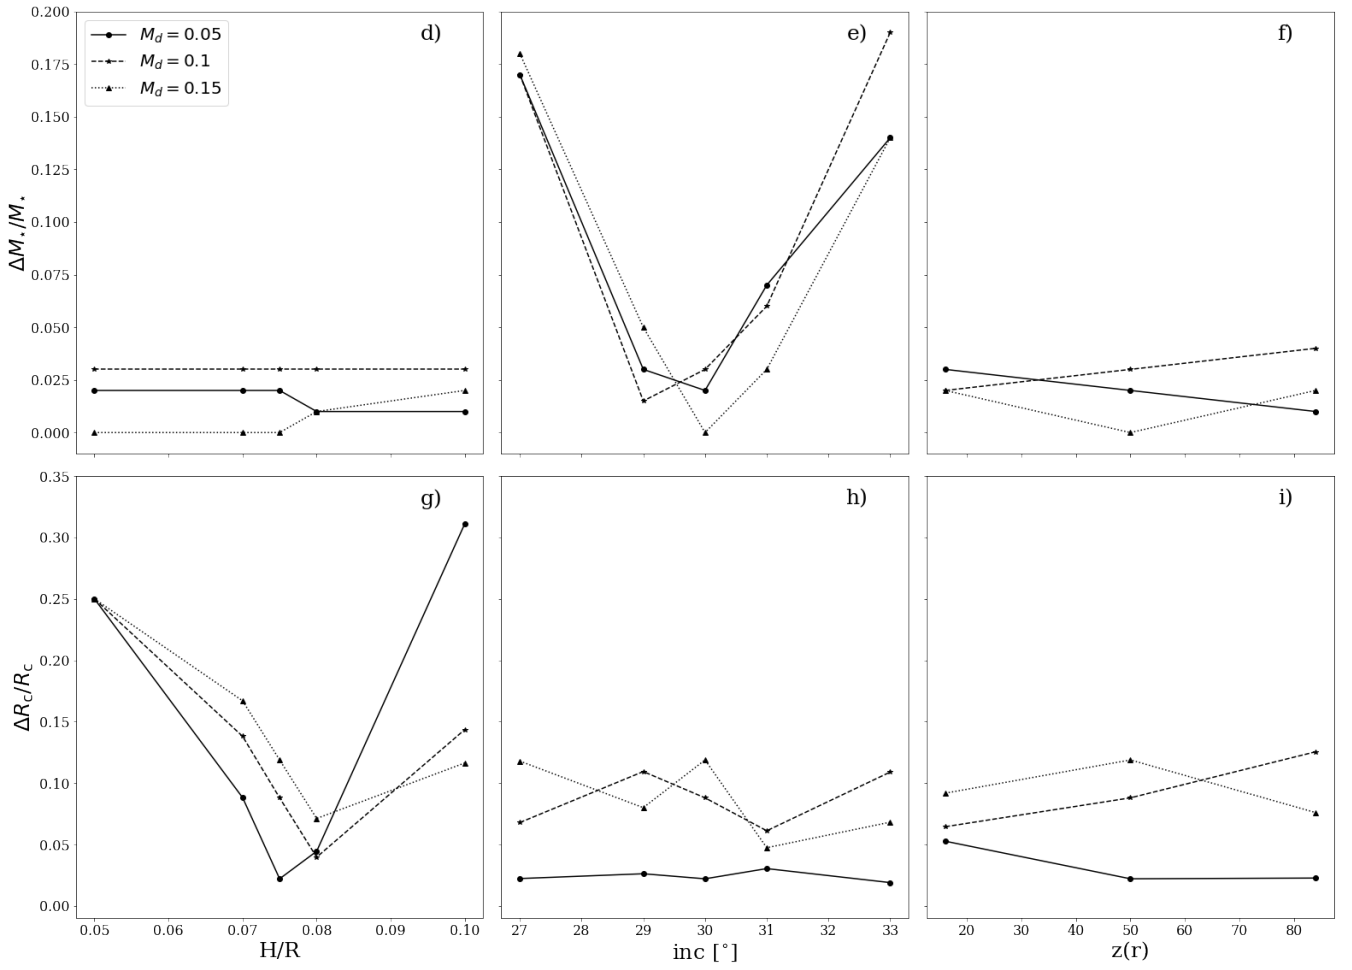 0.200
0.175
0.150
0.125
0.100
0.075
0.050
0.025
0.000
ΔM⋆/M⋆
M_d = 0.05
M_d = 0.1
M_d = 0.15
d)
e)
f)
0.35
0.30
0.25
0.20
0.15
0.10
0.05
0.00
ΔR_C/R_C
g)
h)
i)
0.05 0.06 0.07 0.08 0.09 0.10
H/R
27 28 29 30 31 32 33
inc [°]
20 30 40 50 60 70 80
z(r)